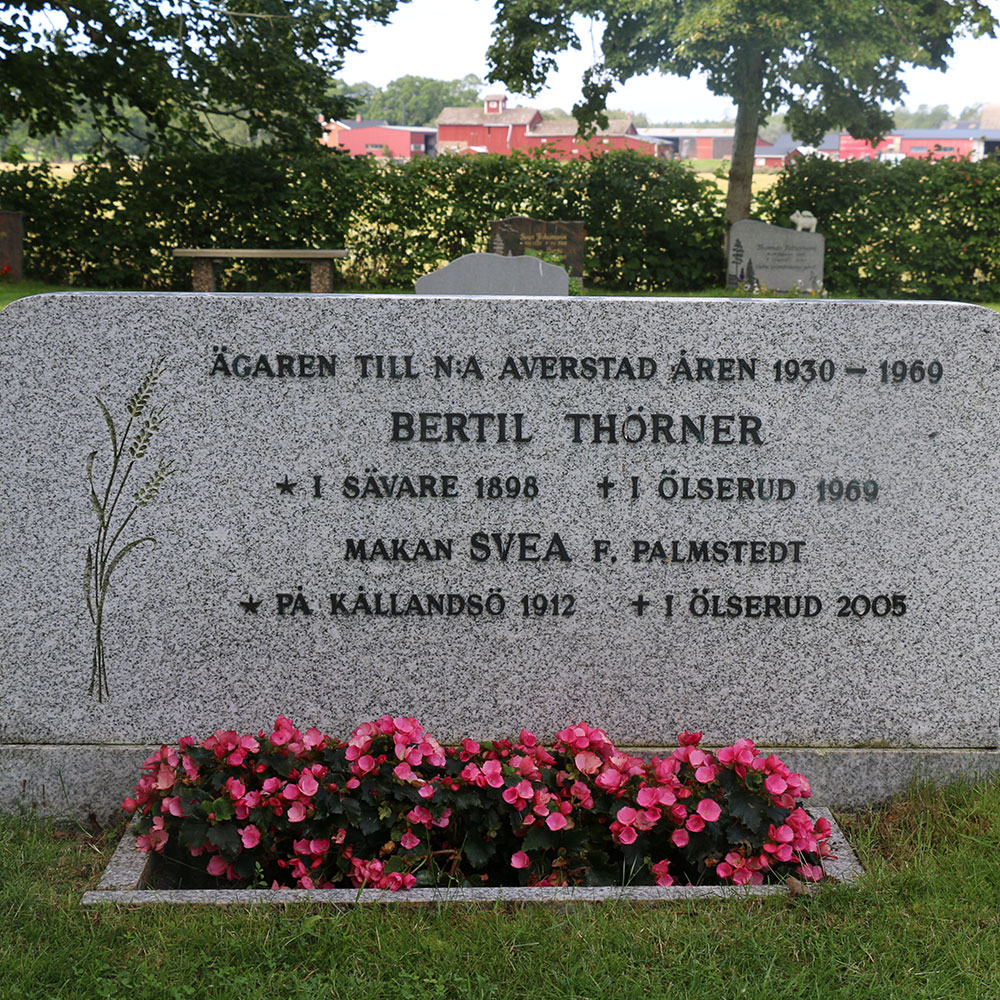 ÄGAREN TILL N:A AVERSTAD ÅREN 1930 – 1969
BERTIL THÖRNER
★ I SÄVARE 1898 ✝ I ÖLSERUD 1969
MAKAN SVEA F. PALMSTEDT
★ PÅ KÅLLANDSÖ 1912 ✝ I ÖLSERUD 2005